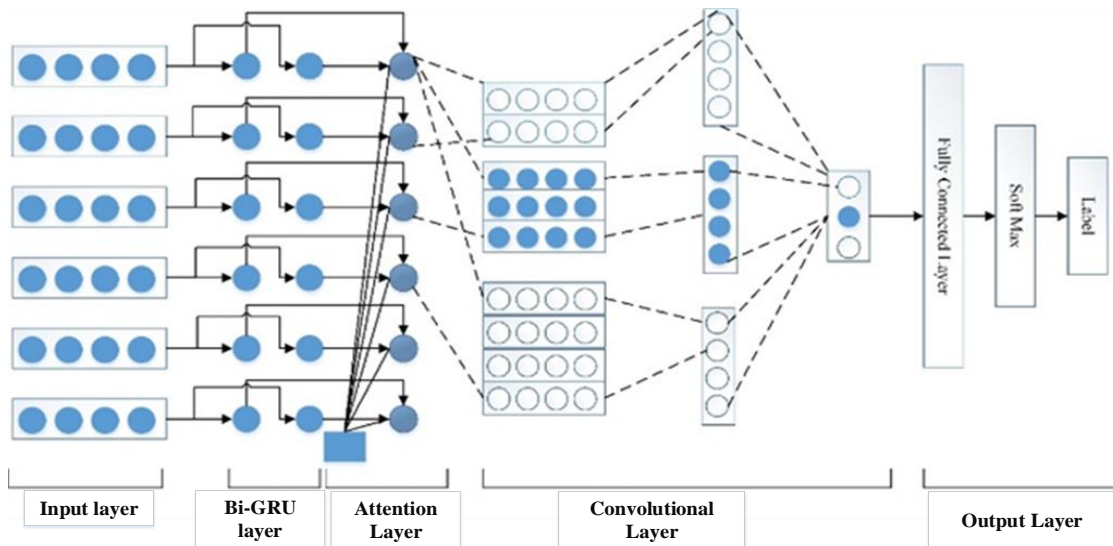 Fully Connected Layer
Soft Max
Label
Input layer
Bi-GRU
layer
Attention
Layer
Convolutional
Layer
Output Layer